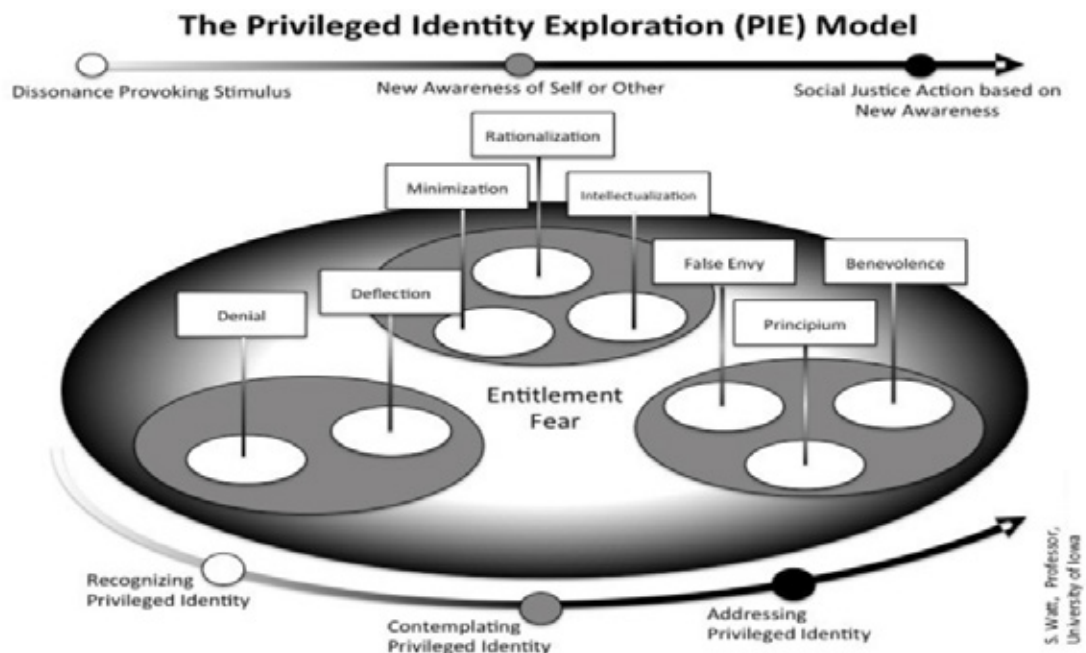 The Privileged Identity Exploration (PIE) Model
Dissonance Provoking Stimulus
New Awareness of Self or Other
Social Justice Action based on
New Awareness
Rationalization
Minimization
Intellectualization
False Envy
Benevolence
Deflection
Denial
Principium
Entitlement
Fear
Recognizing
Privileged Identity
Contemplating
Privileged Identity
Addressing
Privileged Identity
S. Watt, Professor,
University of Iowa